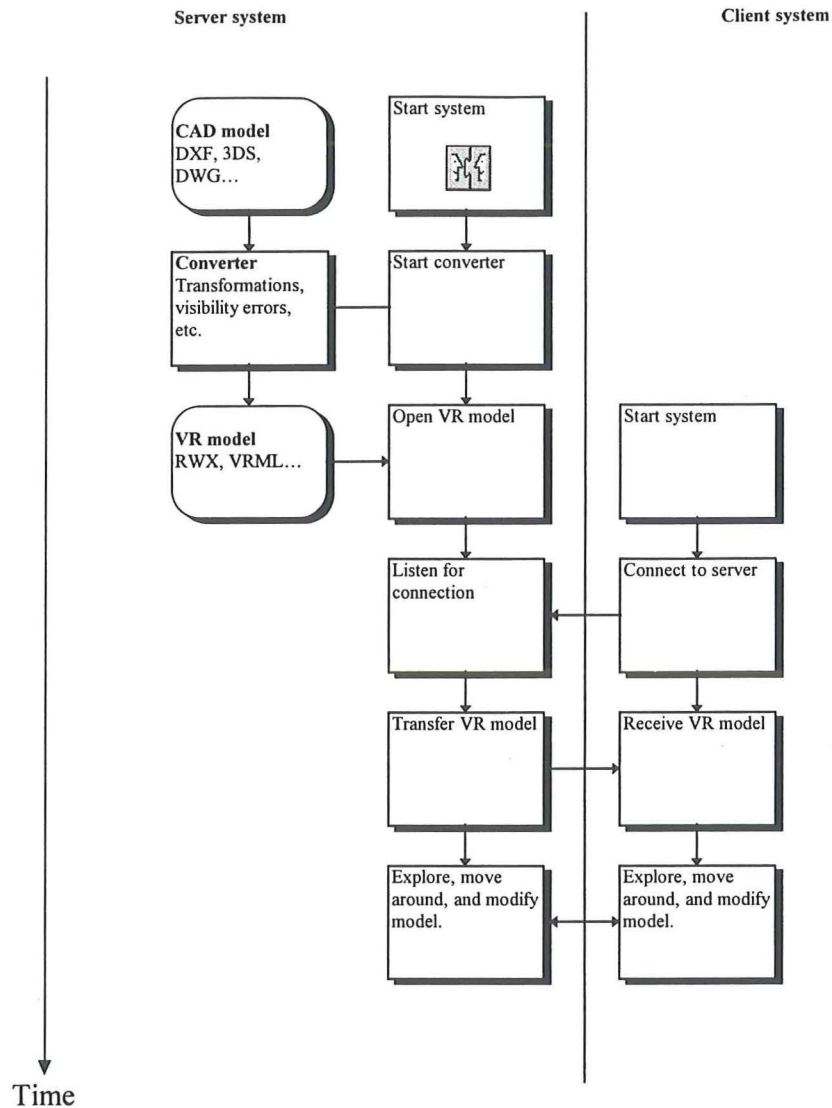 Server system
Client system
CAD model
DXF, 3DS,
DWG...
Start system
Converter
Transformations,
visibility errors,
etc.
Start converter
VR model
RWX, VRML...
Open VR model
Start system
Listen for
connection
Connect to server
Transfer VR model
Receive VR model
Explore, move
around, and modify
model.
Explore, move
around, and modify
model.
Time